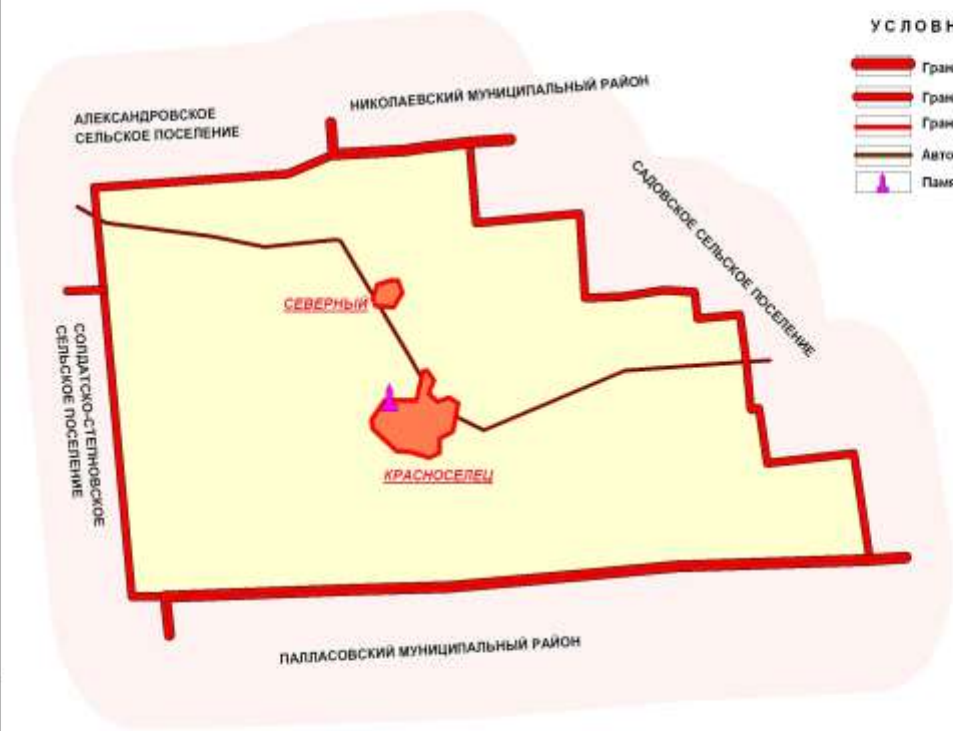 УСЛОВН
Гран
Гран
Гран
Авто
Памя
АЛЕКСАНДРОВСКОЕ
СЕЛЬСКОЕ ПОСЕЛЕНИЕ
НИКОЛАЕВСКИЙ МУНИЦИПАЛЬНЫЙ РАЙОН
САДОВСКОЕ СЕЛЬСКОЕ ПОСЕЛЕНИЕ
СЕВЕРНЫЙ
СОЛДАТСКО-СТЕПНОВСКОЕ
СЕЛЬСКОЕ ПОСЕЛЕНИЕ
КРАСНОСЕЛЕЦ
ПАЛЛАСОВСКИЙ МУНИЦИПАЛЬНЫЙ РАЙОН